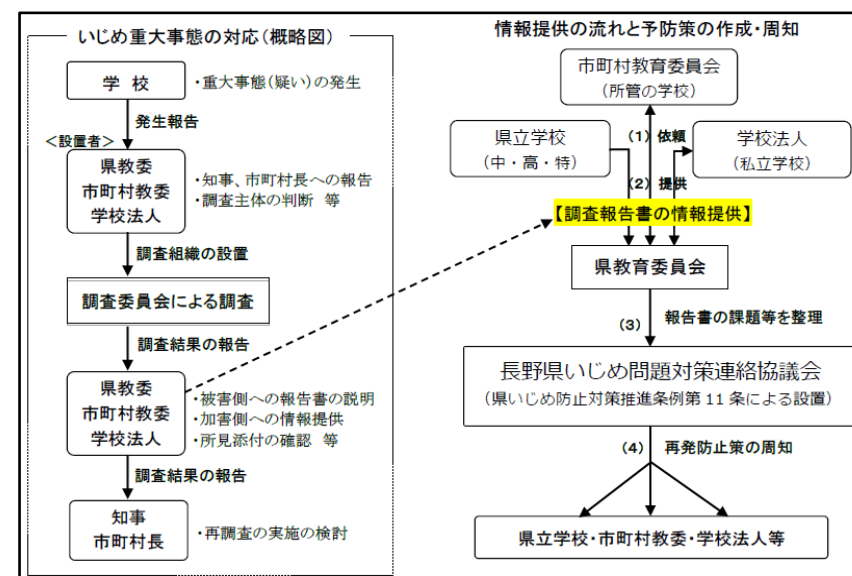 いじめ重大事態の対応(概略図)
学 校
・重大事態(疑い)の発生
発生報告
＜設置者＞
県教委
市町村教委
学校法人
・知事、市町村長への報告
・調査主体の判断 等
調査組織の設置
調査委員会による調査
調査結果の報告
県教委
市町村教委
学校法人
・被害側への報告書の説明
・加害側への情報提供
・所見添付の確認 等
調査結果の報告
知事
市町村長
・再調査の実施の検討
情報提供の流れと予防策の作成・周知
市町村教育委員会
(所管の学校)
県立学校
(中・高・特)
(1) 依頼
学校法人
(私立学校)
(2) 提供
【調査報告書の情報提供】
県教育委員会
(3) 報告書の課題等を整理
長野県いじめ問題対策連絡協議会
(県いじめ防止対策推進条例第 11 条による設置)
(4) 再発防止策の周知
県立学校・市町村教委・学校法人等